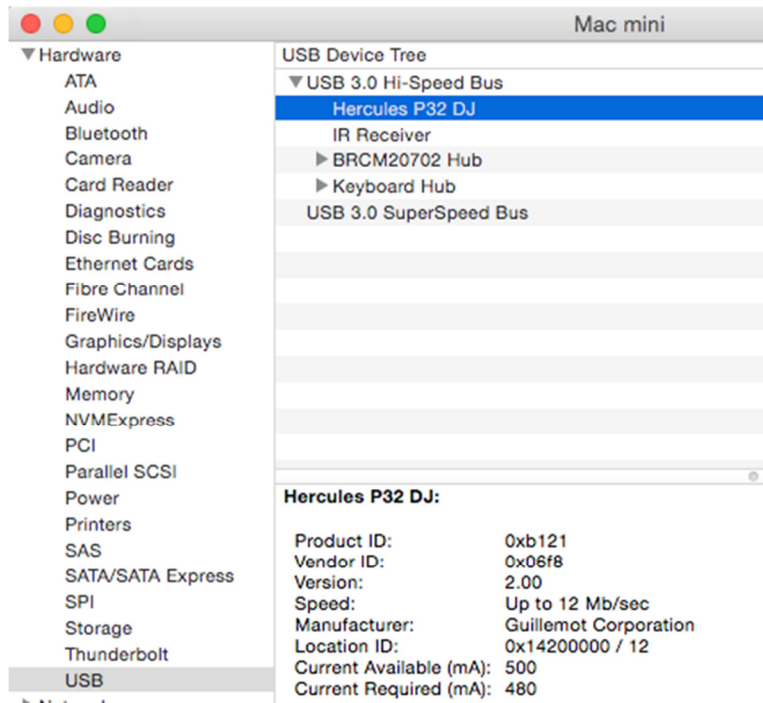 Mac mini
Hardware
ATA
Audio
Bluetooth
Camera
Card Reader
Diagnostics
Disc Burning
Ethernet Cards
Fibre Channel
FireWire
Graphics/Displays
Hardware RAID
Memory
NVMExpress
PCI
Parallel SCSI
Power
Printers
SAS
SATA/SATA Express
SPI
Storage
Thunderbolt
USB
USB Device Tree
USB 3.0 Hi-Speed Bus
Hercules P32 DJ
IR Receiver
BRCM20702 Hub
Keyboard Hub
USB 3.0 SuperSpeed Bus
Hercules P32 DJ:
Product ID: 0xb121
Vendor ID: 0x06f8
Version: 2.00
Speed: Up to 12 Mb/sec
Manufacturer: Guillemot Corporation
Location ID: 0x14200000 / 12
Current Available (mA): 500
Current Required (mA): 480